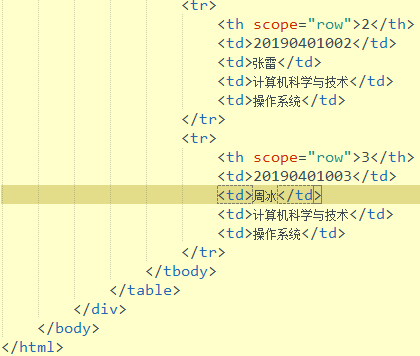 <tr>
<th scope="row">2</th>
<td>20190401002</td>
<td>张雷</td>
<td>计算机科学与技术</td>
<td>操作系统</td>
</tr>
<tr>
<th scope="row">3</th>
<td>20190401003</td>
<td>周冰</td>
<td>计算机科学与技术</td>
<td>操作系统</td>
</tr>
</tbody>
</table>
</div>
</body>
</html>